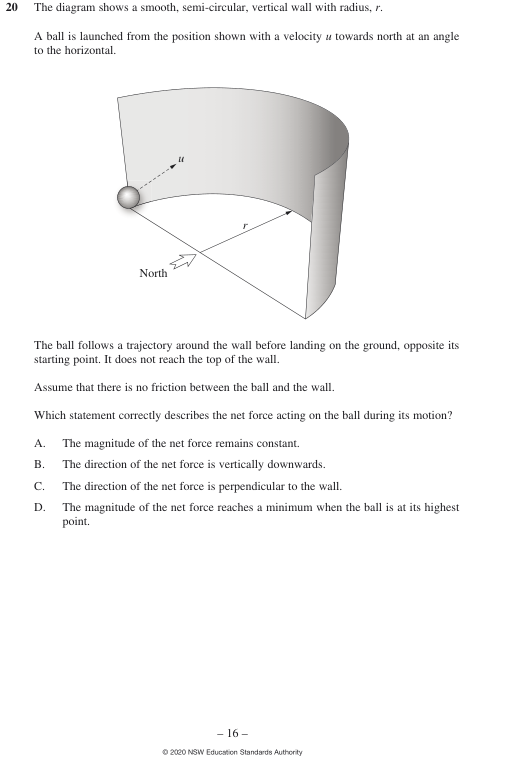 20 The diagram shows a smooth, semi-circular, vertical wall with radius, r.
A ball is launched from the position shown with a velocity u towards north at an angle
to the horizontal.
u
r
North
The ball follows a trajectory around the wall before landing on the ground, opposite its
starting point. It does not reach the top of the wall.
Assume that there is no friction between the ball and the wall.
Which statement correctly describes the net force acting on the ball during its motion?
A. The magnitude of the net force remains constant.
B. The direction of the net force is vertically downwards.
C. The direction of the net force is perpendicular to the wall.
D. The magnitude of the net force reaches a minimum when the ball is at its highest
point.
– 16 –
© 2020 NSW Education Standards Authority